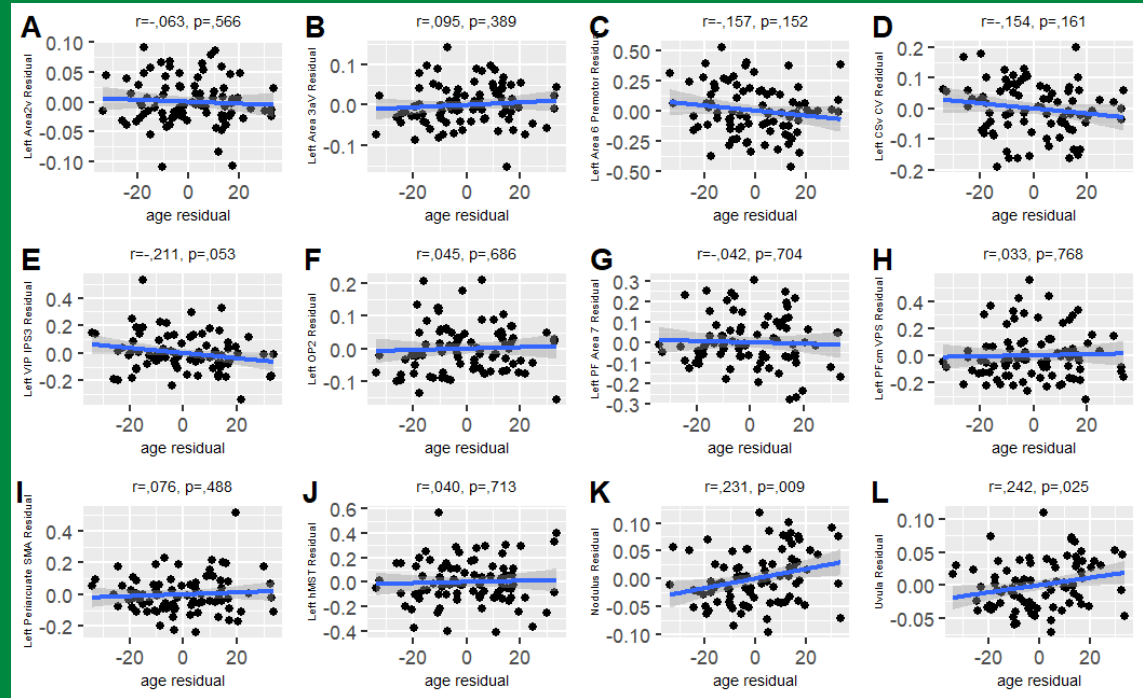 A
r=-,063, p=,566
Left Area2v Residual
0.10
0.05
0.00
-0.05
-0.10
-20 0 20
age residual
B
r=,095, p=,389
Left Area 3aV Residual
0.1
0.0
-0.1
-20 0 20
age residual
C
r=-,157, p=,152
Left Area 6 Premotor Residual
0.50
0.25
0.00
-0.25
-0.50
-20 0 20
age residual
D
r=-,154, p=,161
Left CSv CV Redidual
0.2
0.1
0.0
-0.1
-0.2
-20 0 20
age residual
E
r=-,211, p=,053
Left VIP PPS3 Residual
0.4
0.2
0.0
-0.2
-20 0 20
age residual
F
r=,045, p=,686
Left OP2 Residual
0.2
0.1
0.0
-0.1
-20 0 20
age residual
G
r=-,042, p=,704
Left PF Area 7 Residual
0.3
0.2
0.1
0.0
-0.1
-0.2
-0.3
-20 0 20
age residual
H
r=,033, p=,768
Left PFcm VPS Residual
0.4
0.2
0.0
-0.2
-20 0 20
age residual
I
r=,076, p=,488
Left Periarcuate SMA Residual
0.4
0.2
0.0
-0.2
-20 0 20
age residual
J
r=,040, p=,713
Left MST Residual
0.6
0.4
0.2
0.0
-0.2
-0.4
-20 0 20
age residual
K
r=,231, p=,009
Nodulus Residual
0.10
0.05
0.00
-0.05
-0.10
-20 0 20
age residual
L
r=,242, p=,025
Uvula Residual
0.10
0.05
0.00
-0.05
-20 0 20
age residual